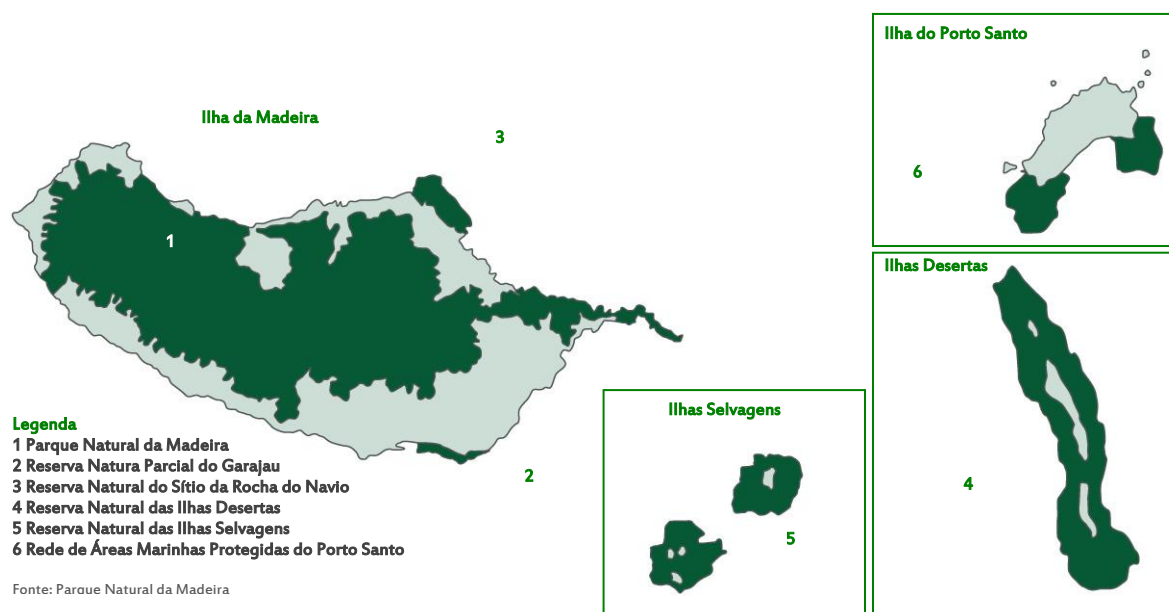 Ilha do Porto Santo
Ilha da Madeira
3
6
1
Ilhas Desertas
Ilhas Selvagens
Legenda
1 Parque Natural da Madeira
2 Reserva Natura Parcial do Garajau
3 Reserva Natural do Sítio da Rocha do Navio
4 Reserva Natural das Ilhas Desertas
5 Reserva Natural das Ilhas Selvagens
6 Rede de Áreas Marinhas Protegidas do Porto Santo
2
4
5
Fonte: Parque Natural da Madeira